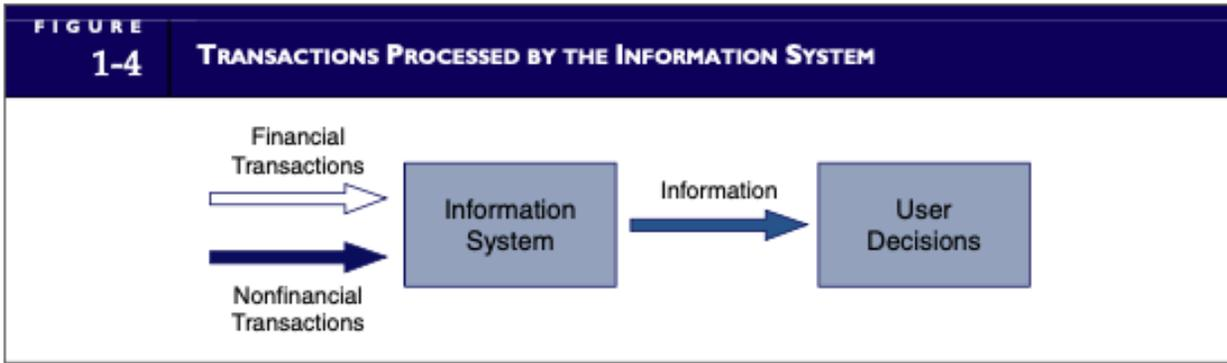 FIGURE
1-4
TRANSACTIONS PROCESSED BY THE INFORMATION SYSTEM
Financial
Transactions
Information
System
Information
User
Decisions
Nonfinancial
Transactions